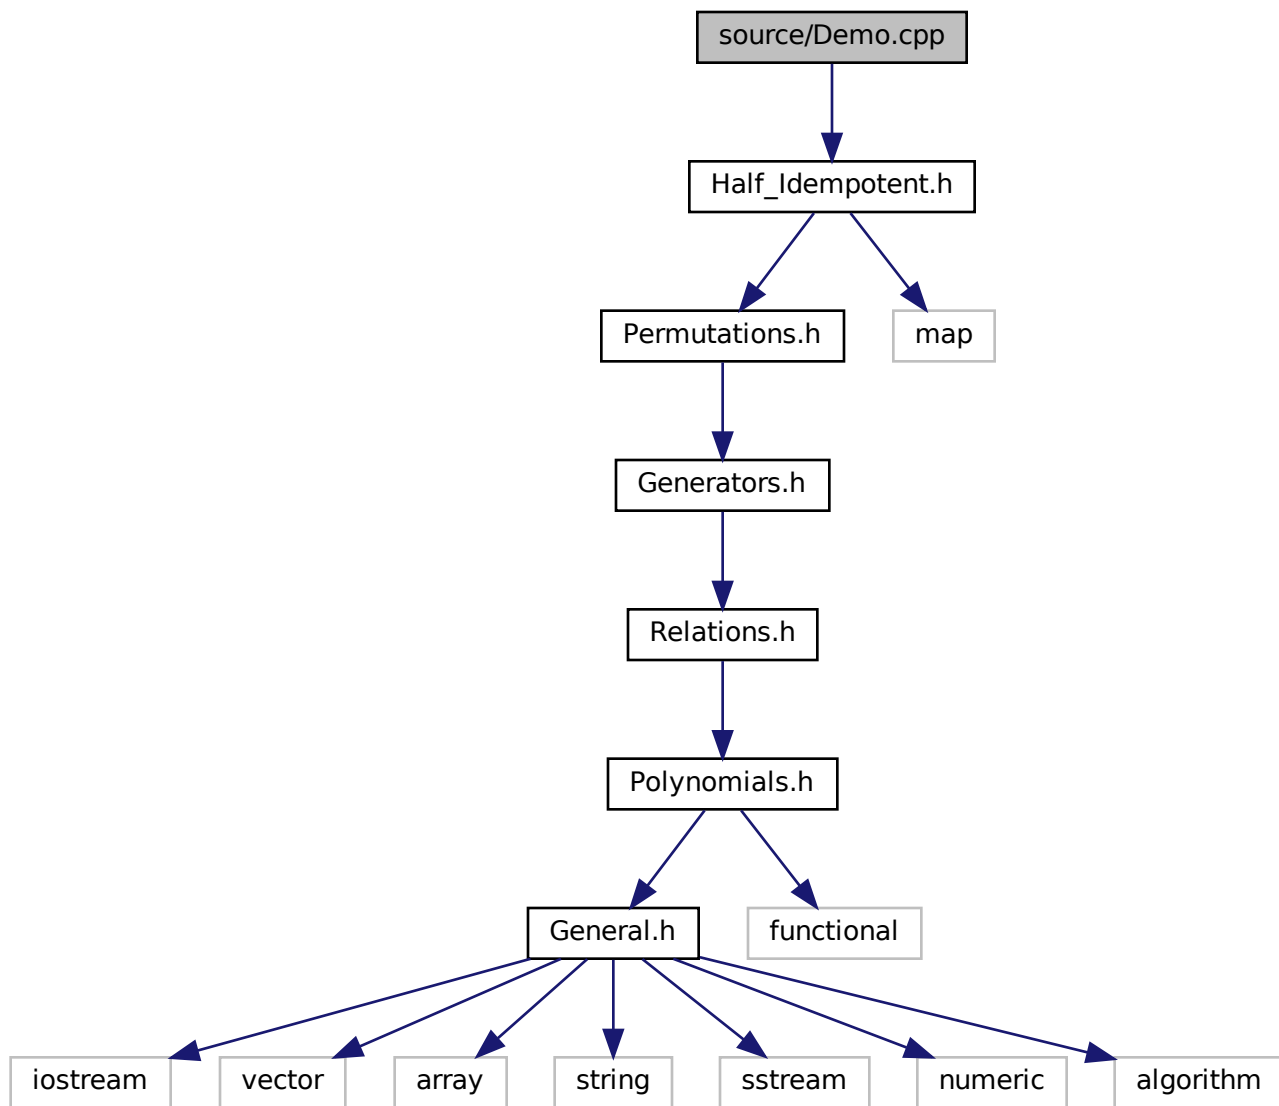 source/Demo.cpp
Half_Idempotent.h
Permutations.h
map
Generators.h
Relations.h
Polynomials.h
General.h
functional
iostream
vector
array
string
sstream
numeric
algorithm